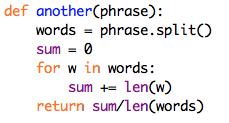 def another(phrase):
    words = phrase.split()
    sum = 0
    for w in words:
        sum += len(w)
    return sum/len(words)